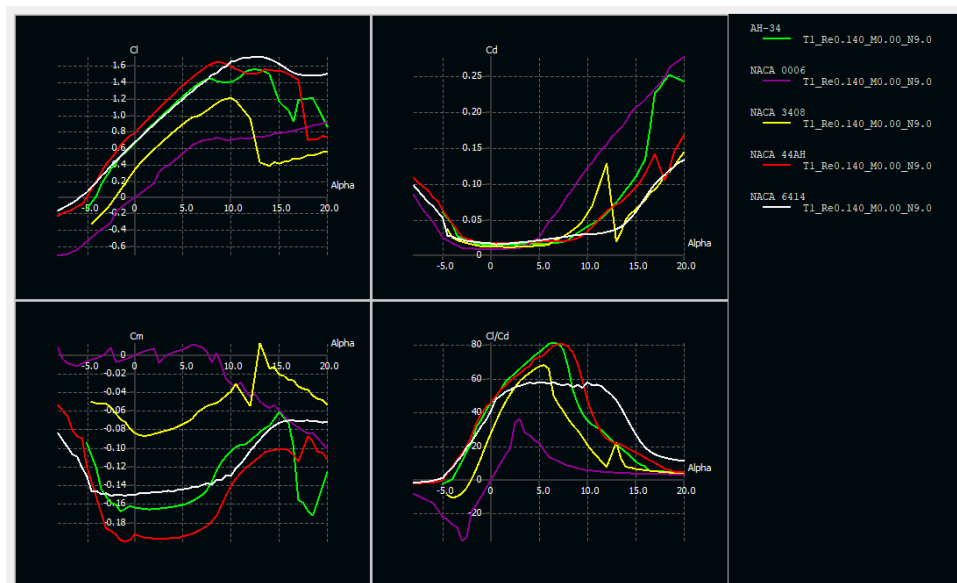 Cl
1.6
1.4
1.2
1.0
0.8
0.6
0.4
0.2
0
-0.2
-0.4
-0.6
-5.0 0 5.0 10.0 15.0 20.0
Alpha
Cd
0.25
0.20
0.15
0.10
0.05
0
-5.0 0 5.0 10.0 15.0 20.0
Alpha
Cm
0
-0.02
-0.04
-0.06
-0.08
-0.10
-0.12
-0.14
-0.16
-0.18
-5.0 0 5.0 10.0 15.0 20.0
Alpha
Cl/Cd
80
60
40
20
0
-20
-5.0 5.0 10.0 15.0 20.0
Alpha
AH-34
T1_Re0.140_M0.00_N9.0
NACA 0006
T1_Re0.140_M0.00_N9.0
NACA 3408
T1_Re0.140_M0.00_N9.0
NACA 44AH
T1_Re0.140_M0.00_N9.0
NACA 6414
T1_Re0.140_M0.00_N9.0